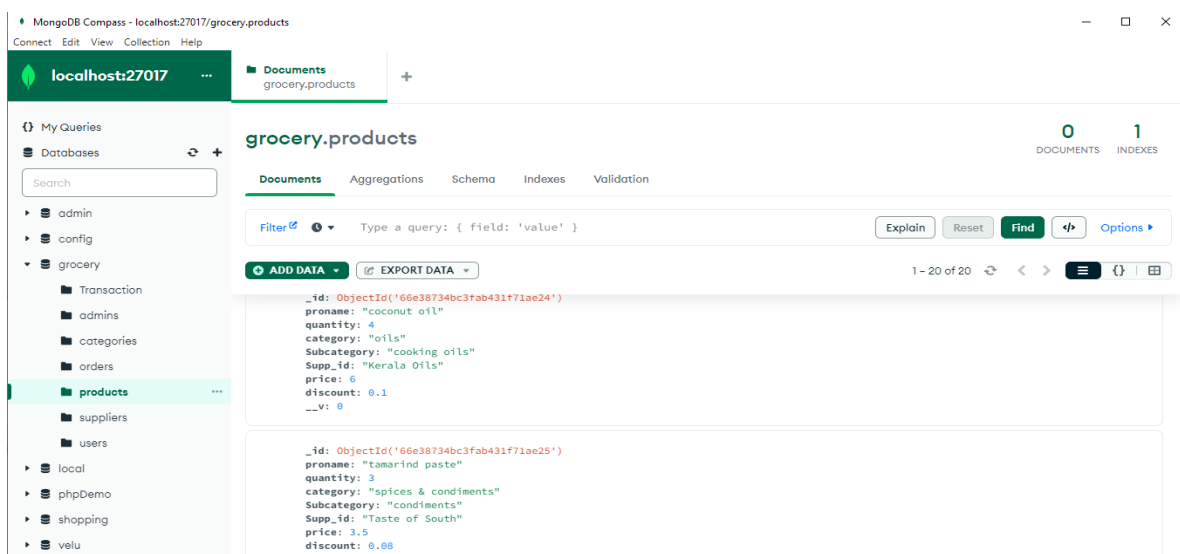 MongoDB Compass - localhost:27017/grocery.products
Connect Edit View Collection Help
localhost:27017 ...
Documents
grocery.products
+
{} My Queries
Databases
Search
admin
config
grocery
Transaction
admins
categories
orders
products ...
suppliers
users
local
phpDemo
shopping
velu
grocery.products
0 1
DOCUMENTS INDEXES
Documents Aggregations Schema Indexes Validation
Filter Type a query: { field: 'value' } Explain Reset Find </> Options
ADD DATA EXPORT DATA 1 – 20 of 20 {}
_id: ObjectId('66e38734bc3fab431f71ae24')
proname: "coconut oil"
quantity: 4
category: "oils"
Subcategory: "cooking oils"
Supp_id: "Kerala Oils"
price: 6
discount: 0.1
__v: 0
_id: ObjectId('66e38734bc3fab431f71ae25')
proname: "tamarind paste"
quantity: 3
category: "spices & condiments"
Subcategory: "condiments"
Supp_id: "Taste of South"
price: 3.5
discount: 0.08